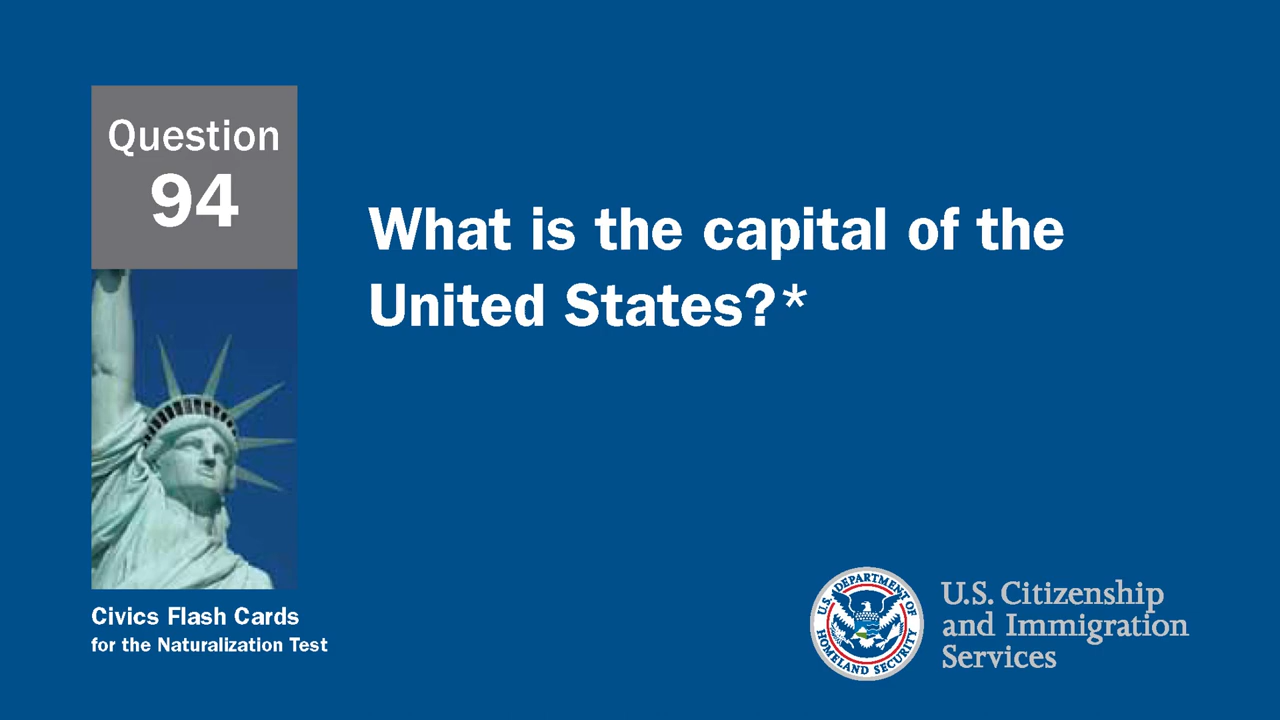 Question
94
What is the capital of the
United States?*
Civics Flash Cards
for the Naturalization Test
U.S. DEPARTMENT OF
HOMELAND SECURITY
U.S. Citizenship
and Immigration
Services